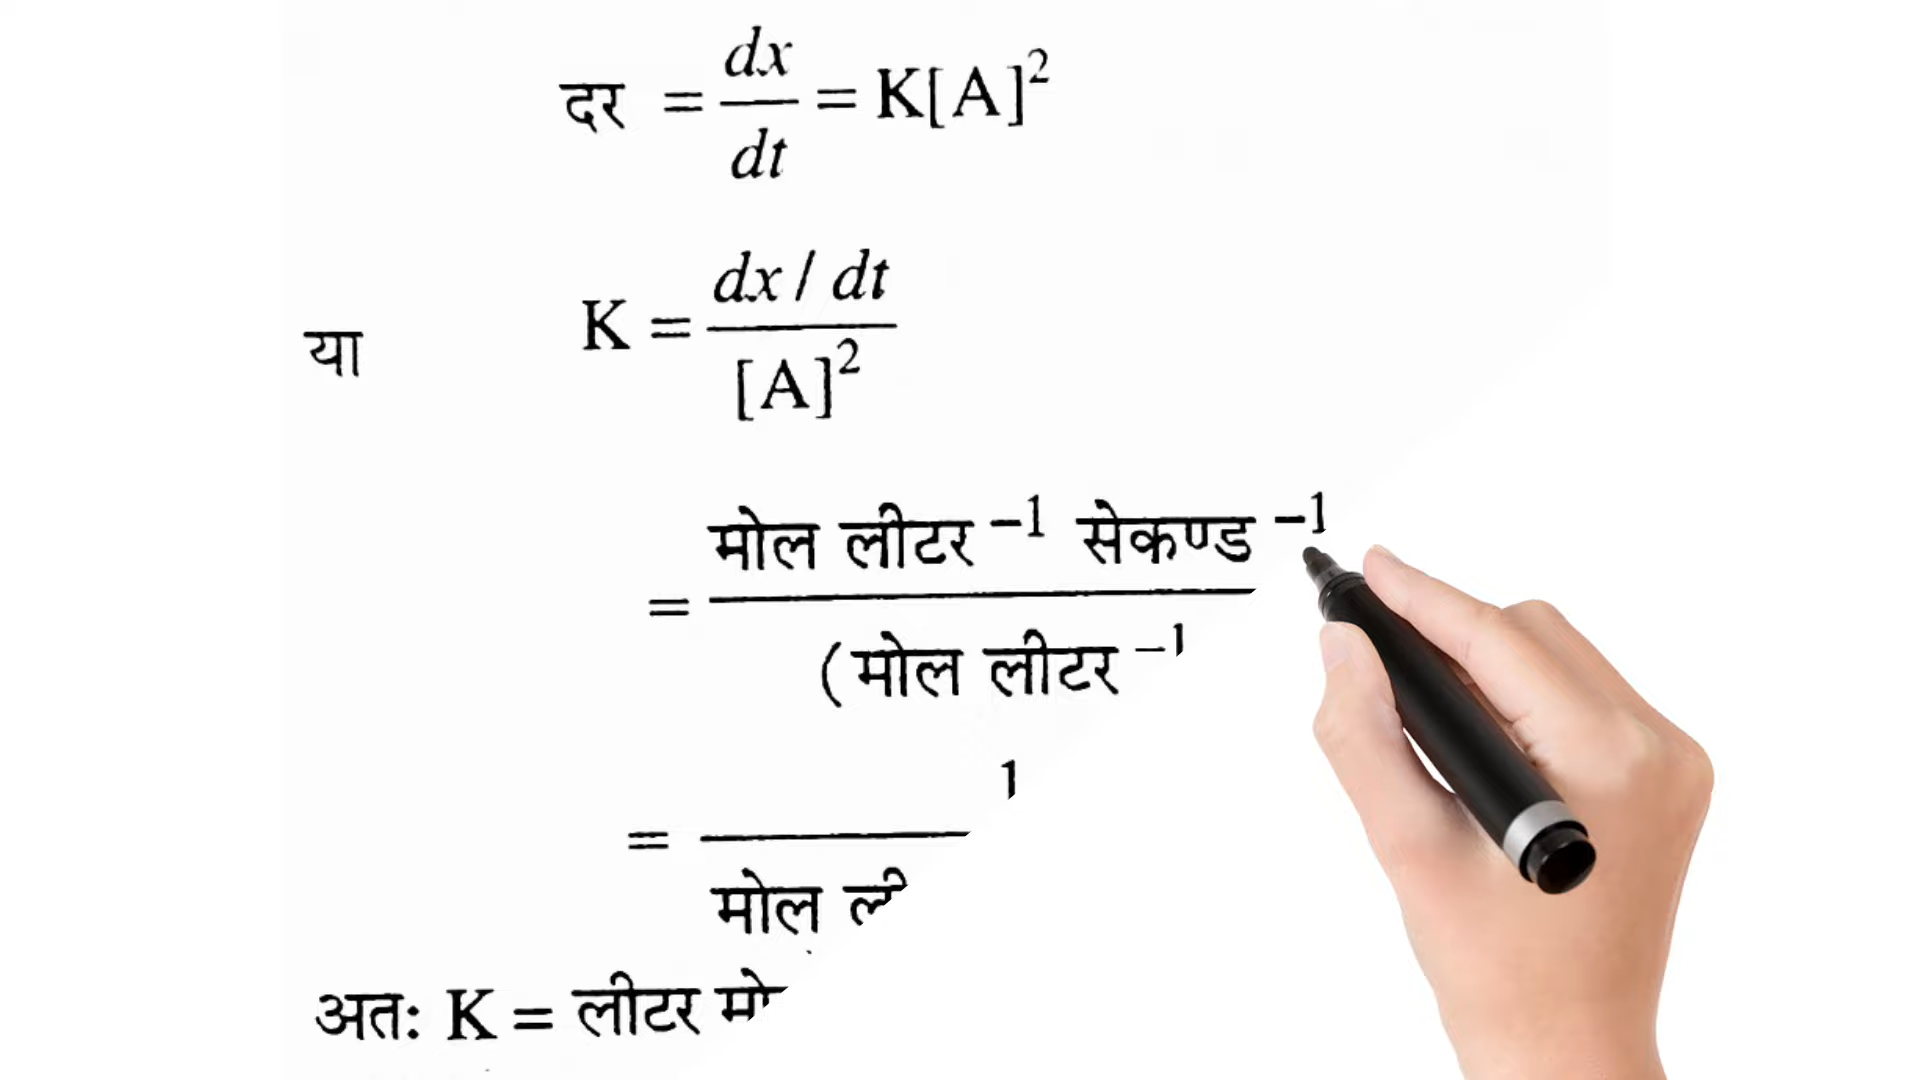 दर = dx/dt = K[A]²
या K = dx / dt / [A]²
= मोल लीटर⁻¹ सेकण्ड⁻¹ / (मोल लीटर⁻¹
= 1 / मोल
अतः K = लीटर